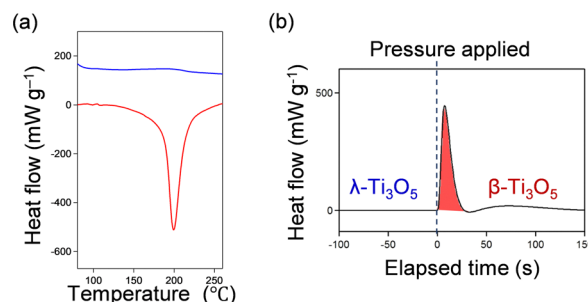 (a)
Heat flow (mW g⁻¹)
200
0
-200
-400
-600
100
150
200
250
Temperature (℃)
(b)
Pressure applied
Heat flow (mW g⁻¹)
500
0
λ-Ti₃O₅
β-Ti₃O₅
-100
-50
0
50
100
150
Elapsed time (s)